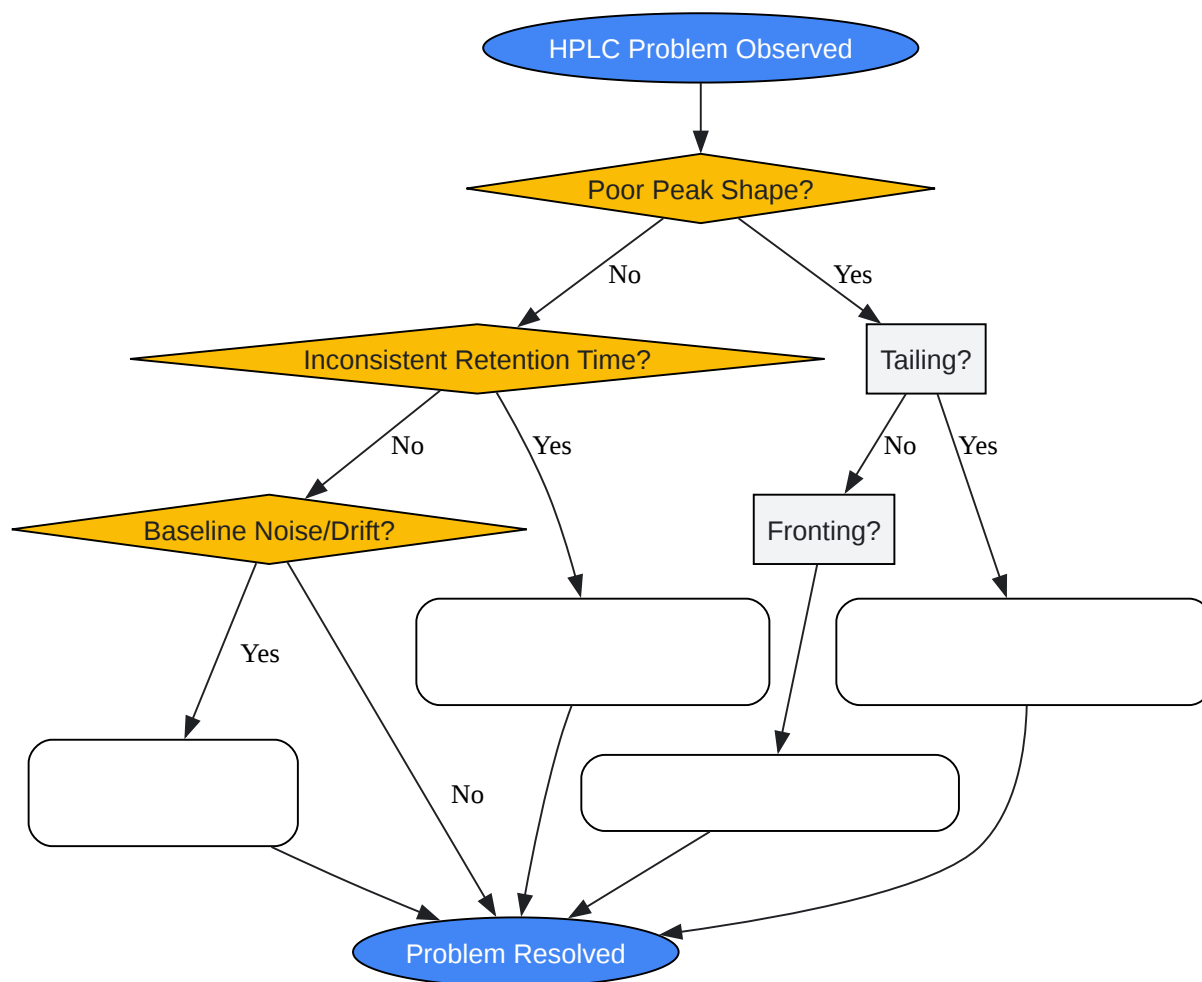 HPLC Problem Observed
Poor Peak Shape?
No
Yes
Inconsistent Retention Time?
Tailing?
No
Yes
No
Yes
Baseline Noise/Drift?
Fronting?
Yes
No
Problem Resolved